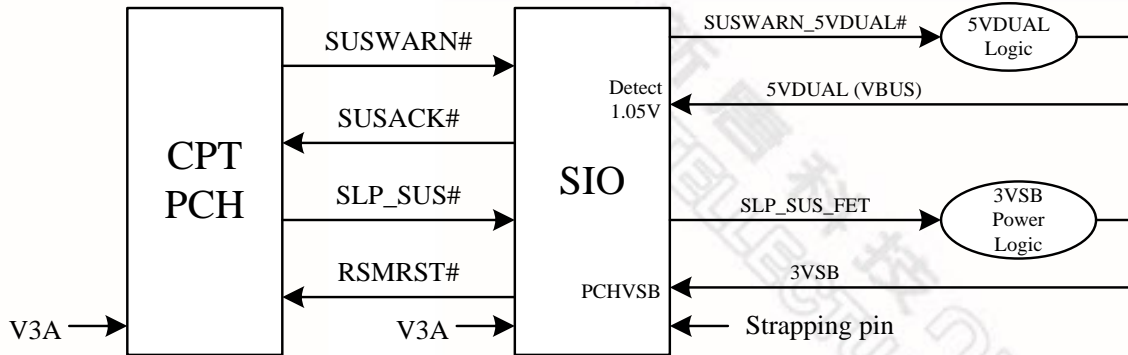 SUSWARN#
SUSACK#
SLP_SUS#
RSMRST#
CPT
PCH
V3A
V3A
SIO
Detect
1.05V
PCHVSB
SUSWARN_5VDUAL#
5VDUAL (VBUS)
SLP_SUS_FET
3VSB
Strapping pin
5VDUAL
Logic
3VSB
Power
Logic